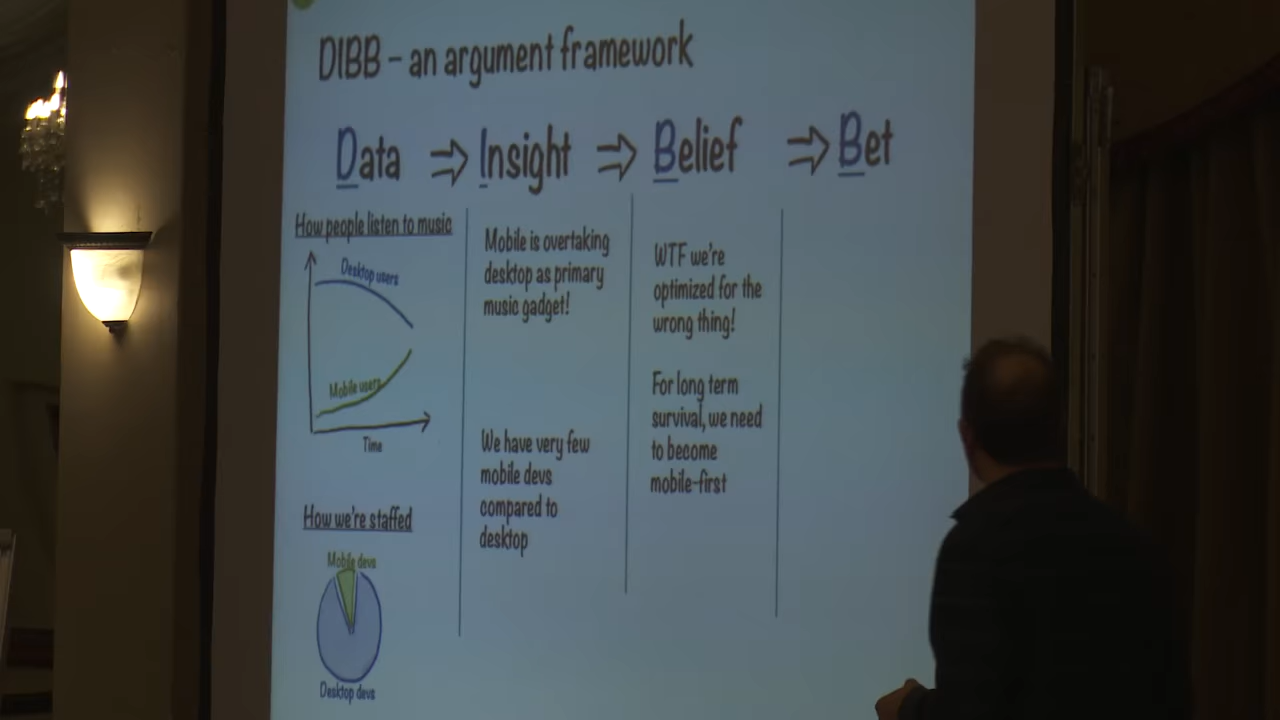 DIBB – an argument framework
Data ⇒ Insight ⇒ Belief ⇒ Bet
How people listen to music
Desktop users
Mobile users
Time
How we're staffed
Mobile devs
Desktop devs
Mobile is overtaking
desktop as primary
music gadget!
We have very few
mobile devs
compared to
desktop
WTF we're
optimized for the
wrong thing!
For long term
survival, we need
to become
mobile-first